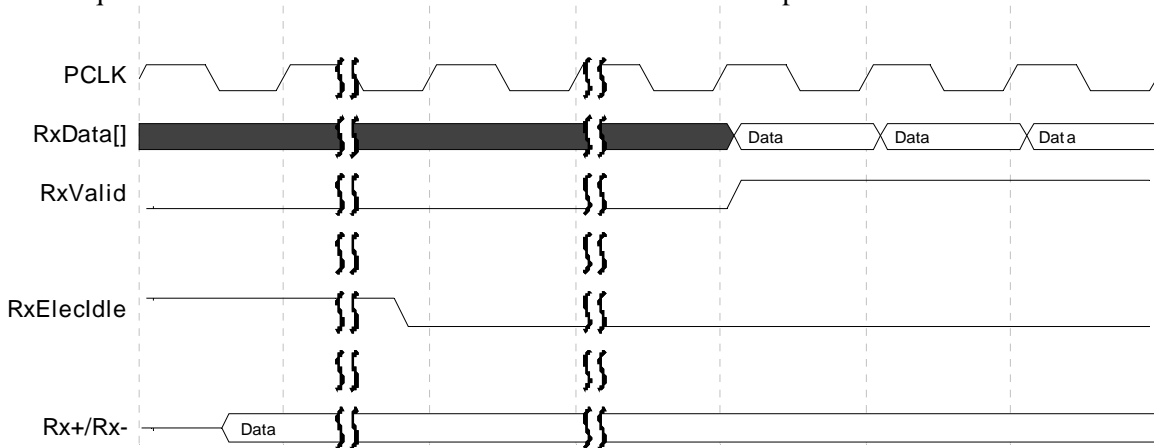 PCLK
RxData[]
Data Data Data
RxValid
RxElecIdle
Rx+/Rx-
Data